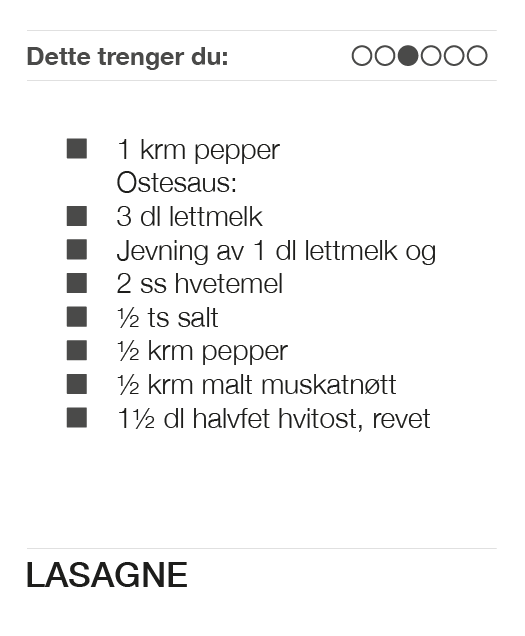 Dette trenger du:
1 krm pepper
Ostesaus:
3 dl lettmelk
Jevning av 1 dl lettmelk og
2 ss hvetemel
½ ts salt
½ krm pepper
½ krm malt muskatnøtt
1½ dl halvfet hvitost, revet
LASAGNE